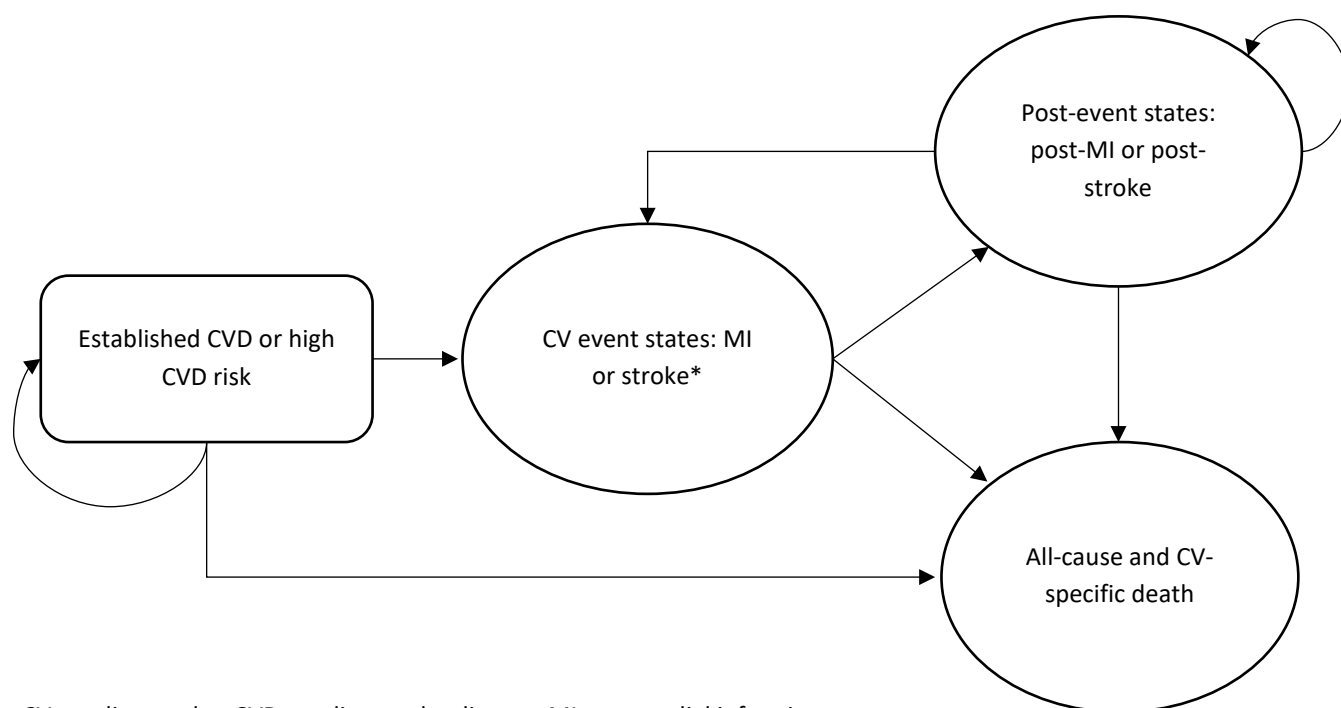 Post-event states:
post-MI or post-
stroke
Established CVD or high
CVD risk
CV event states: MI
or stroke*
All-cause and CV-
specific death